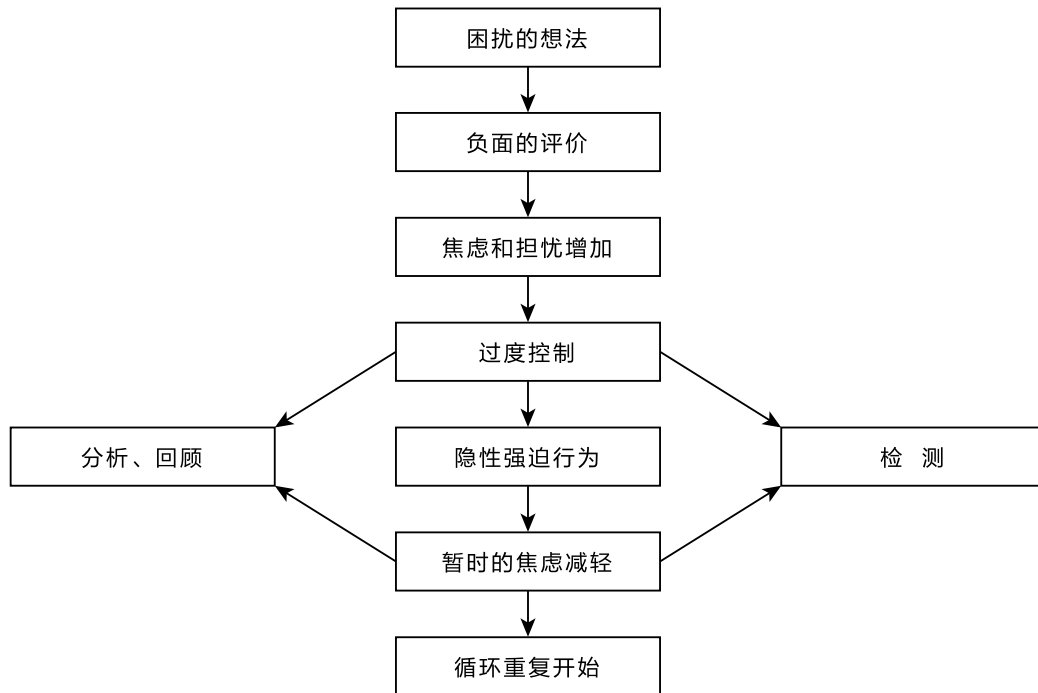 困扰的想法
负面的评价
焦虑和担忧增加
过度控制
分析、回顾
隐性强迫行为
检 测
暂时的焦虑减轻
循环重复开始